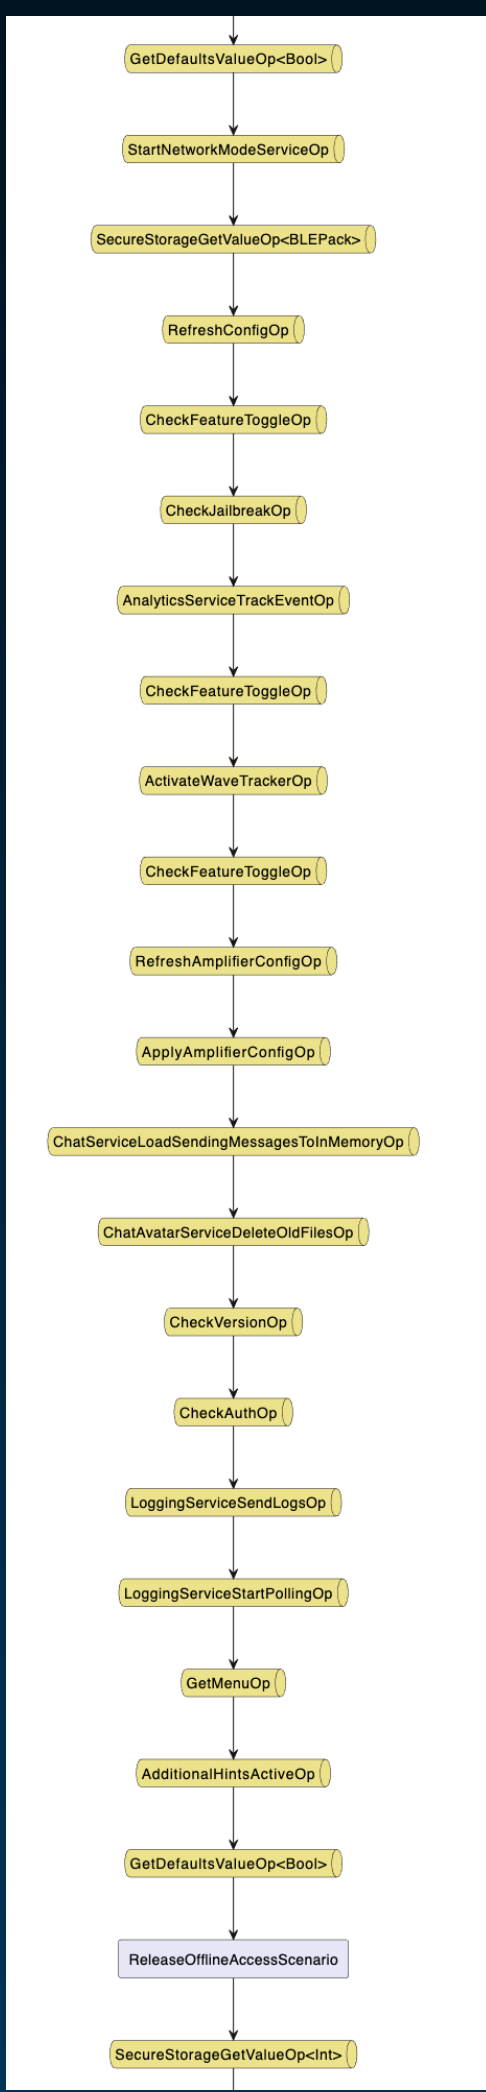 GetDefaultsValueOp<Bool>
StartNetworkModeServiceOp
SecureStorageGetValueOp<BLEPack>
RefreshConfigOp
CheckFeatureToggleOp
CheckJailbreakOp
AnalyticsServiceTrackEventOp
CheckFeatureToggleOp
ActivateWaveTrackerOp
CheckFeatureToggleOp
RefreshAmplifierConfigOp
ApplyAmplifierConfigOp
ChatServiceLoadSendingMessagesToInMemoryOp
ChatAvatarServiceDeleteOldFilesOp
CheckVersionOp
CheckAuthOp
LoggingServiceSendLogsOp
LoggingServiceStartPollingOp
GetMenuOp
AdditionalHintsActiveOp
GetDefaultsValueOp<Bool>
ReleaseOfflineAccessScenario
SecureStorageGetValueOp<Int>